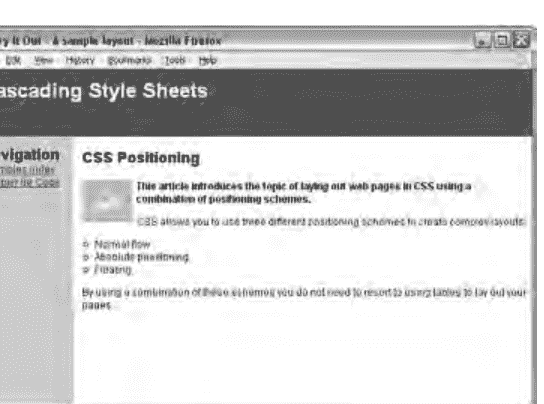 y It Out - A sample layout - Mozilla Firefox
Edit View History Bookmarks Tools Help
ascading Style Sheets
vigation
mples index
CSS Positioning
This article introduces the topic of laying out web pages in CSS using a
combination of positioning schemes.
CSS allows you to use three different positioning schemes to create complex layouts:
Normal flow
Absolute positioning
Floating
By using a combination of these schemes you do not need to resort to using tables to lay out your
pages.